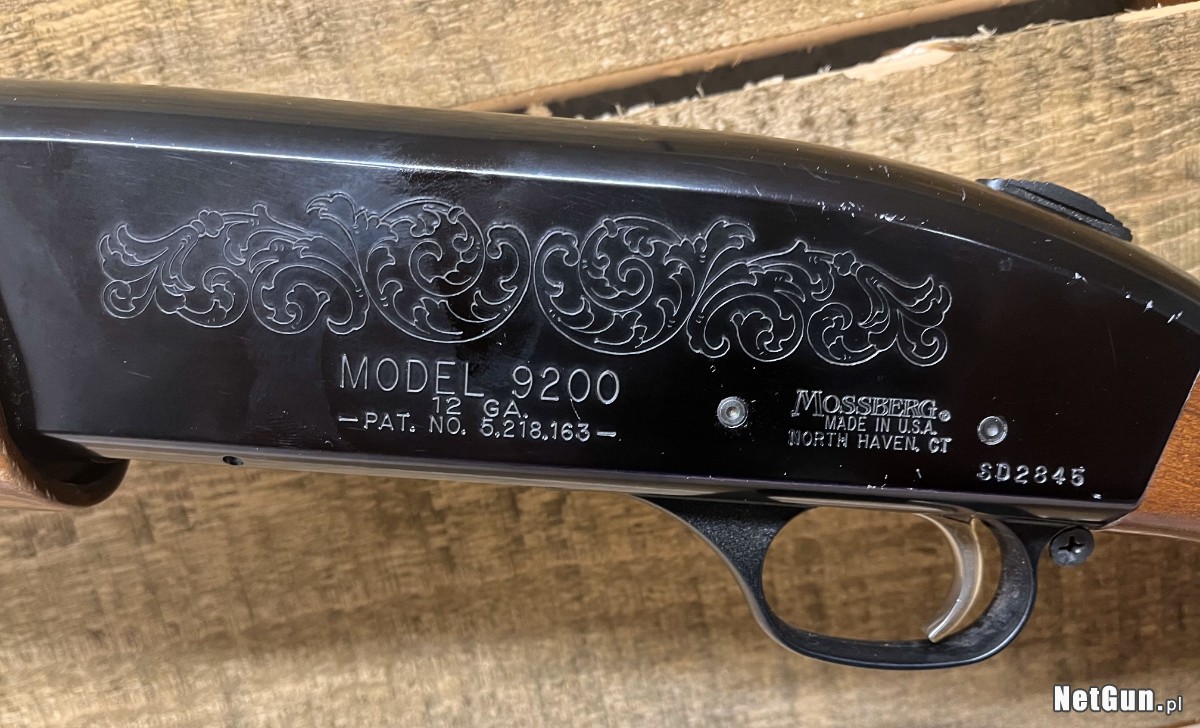 MODEL 9200
12 GA.
—PAT. NO. 5,218,163—
MOSSBERG®
MADE IN U.S.A.
NORTH HAVEN, CT
SD2845
NetGun.pl